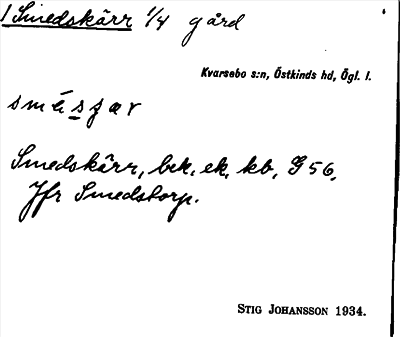 1 Smedskärr 1/4 gård
Kvarsebo s:n, Östkinds hd, Ögl. l.
Smedskärr, bek. ek. kb, G 56.
Jfr Smedstorp.
STIG JOHANSSON 1934.